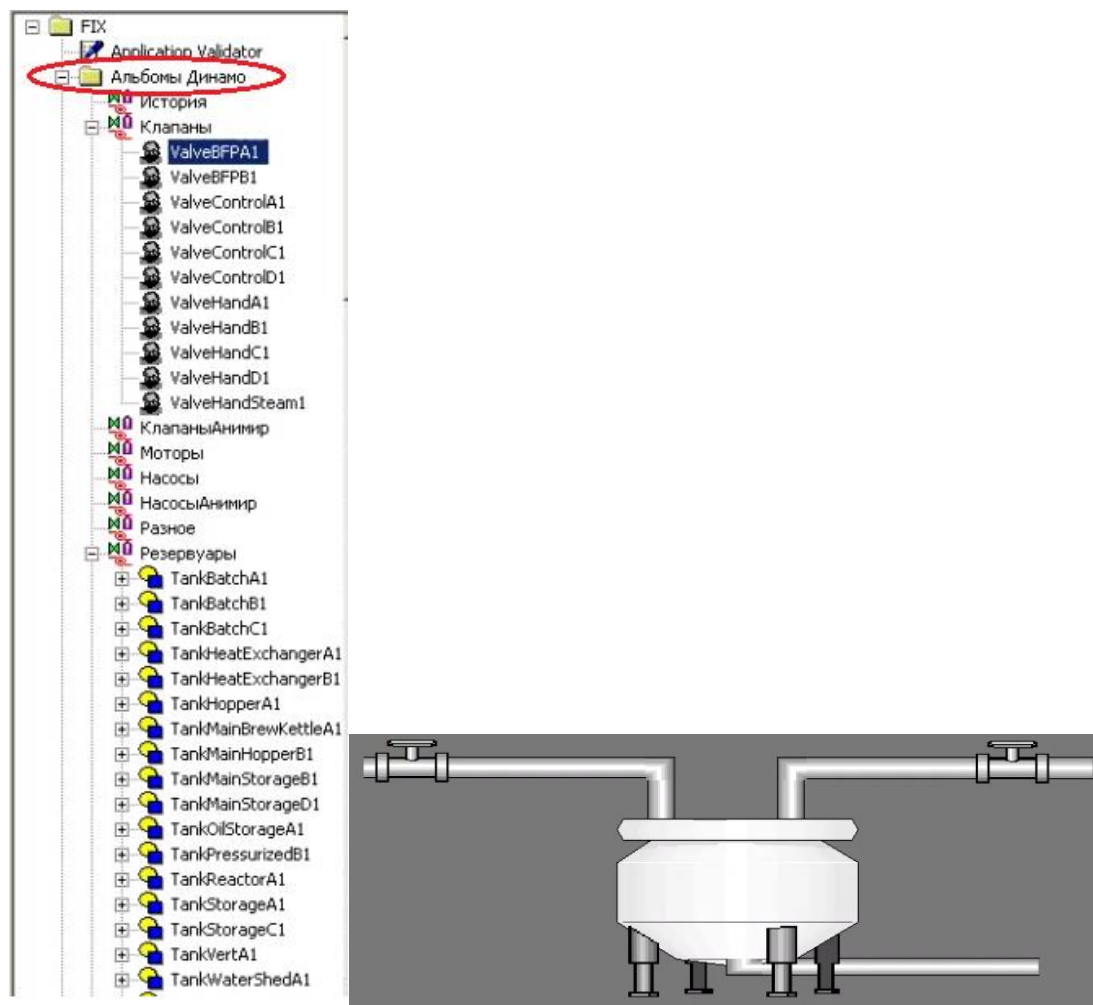 FIX
Application Validator
Альбомы Динамо
История
Клапаны
ValveBFPA1
ValveBFPB1
ValveControlA1
ValveControlB1
ValveControlC1
ValveControlD1
ValveHandA1
ValveHandB1
ValveHandC1
ValveHandD1
ValveHandSteam1
КлапаныАнимир
Моторы
Насосы
НасосыАнимир
Разное
Резервуары
TankBatchA1
TankBatchB1
TankBatchC1
TankHeatExchangerA1
TankHeatExchangerB1
TankHopperA1
TankMainBrewKettleA1
TankMainHopperB1
TankMainStorageB1
TankMainStorageD1
TankOilStorageA1
TankPressurizedB1
TankReactorA1
TankStorageA1
TankStorageC1
TankVertA1
TankWaterShedA1